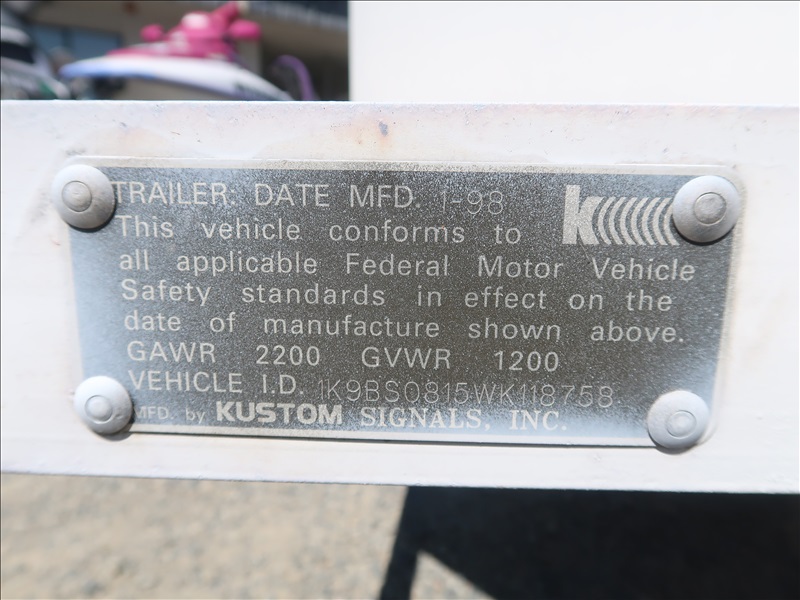 TRAILER: DATE MFD. 1-98
k
This vehicle conforms to
all applicable Federal Motor Vehicle
Safety standards in effect on the
date of manufacture shown above.
GAWR 2200 GVWR 1200
VEHICLE I.D. 1K9BS0815WK118758
MFD. by KUSTOM SIGNALS, INC.